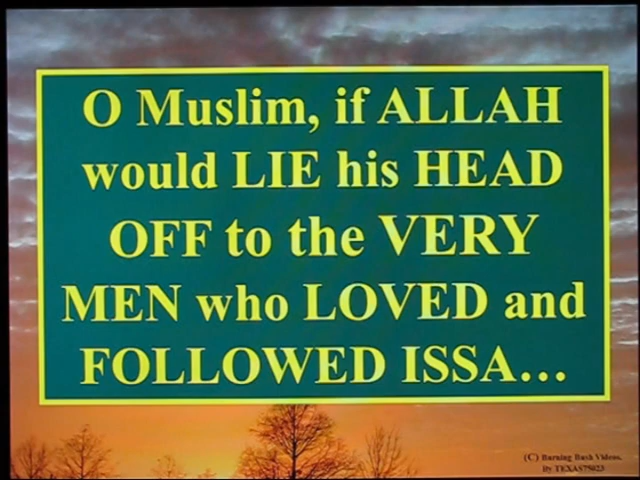 O Muslim, if ALLAH
would LIE his HEAD
OFF to the VERY
MEN who LOVED and
FOLLOWED ISSA...
(C) Burning Bush Videos.
By TEXAS75023